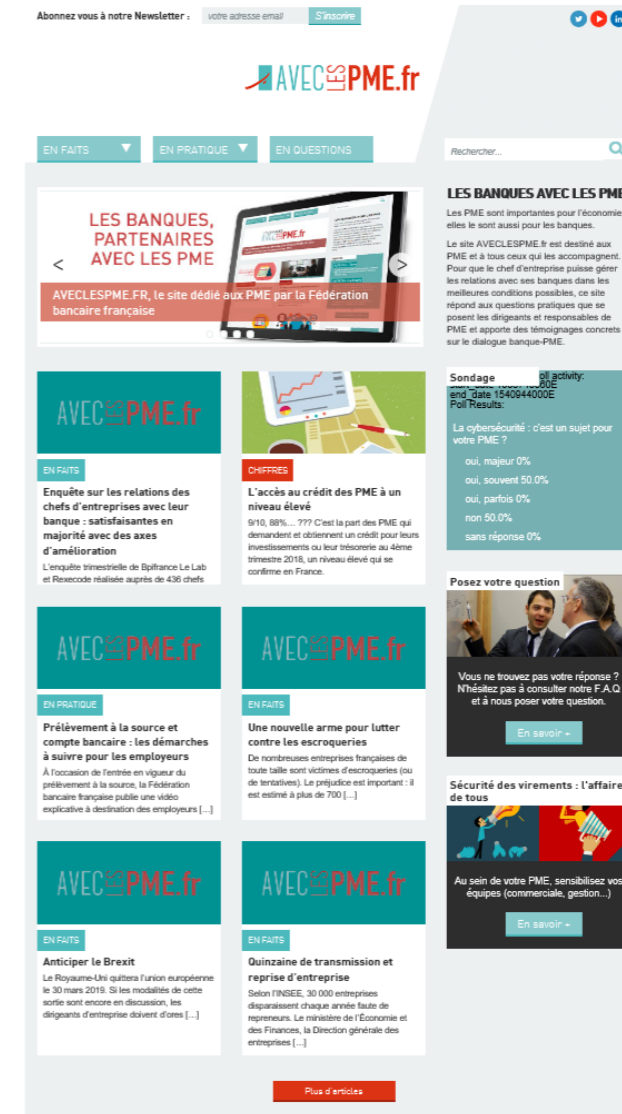 Abonnez vous à notre Newsletter :
votre adresse email
S'inscrire
AVEC LES PME.fr
EN FAITS
EN PRATIQUE
EN QUESTIONS
Rechercher...
LES BANQUES,
PARTENAIRES
AVEC LES PME
<
>
AVECLESPME.FR, le site dédié aux PME par la Fédération
bancaire française
LES BANQUES AVEC LES PME
Les PME sont importantes pour l'économie
elles le sont aussi pour les banques.
Le site AVECLESPME.fr est destiné aux
PME et à tous ceux qui les accompagnent.
Pour que le chef d'entreprise puisse gérer
les relations avec ses banques dans les
meilleures conditions possibles, ce site
répond aux questions pratiques que se
posent les dirigeants et responsables de
PME et apporte des témoignages concrets
sur le dialogue banque-PME.
AVEC LES PME.fr
EN FAITS
Enquête sur les relations des
chefs d'entreprises avec leur
banque : satisfaisantes en
majorité avec des axes
d'amélioration
L'enquête trimestrielle de Bpifrance Le Lab
et Rexecode réalisée auprès de 436 chefs
CHIFFRES
L'accès au crédit des PME à un
niveau élevé
9/10, 88%… ??? C'est la part des PME qui
demandent et obtiennent un crédit pour leurs
investissements ou leur trésorerie au 4ème
trimestre 2018, un niveau élevé qui se
confirme en France.
Sondage
oll activity:
end_date 1540944000E
Poll Results:
La cybersécurité : c'est un sujet pour
votre PME ?
oui, majeur 0%
oui, souvent 50.0%
oui, parfois 0%
non 50.0%
sans réponse 0%
AVEC LES PME.fr
EN PRATIQUE
Prélèvement à la source et
compte bancaire : les démarches
à suivre pour les employeurs
À l'occasion de l'entrée en vigueur du
prélèvement à la source, la Fédération
bancaire française publie une vidéo
explicative à destination des employeurs […]
AVEC LES PME.fr
EN FAITS
Une nouvelle arme pour lutter
contre les escroqueries
De nombreuses entreprises françaises de
toute taille sont victimes d'escroqueries (ou
de tentatives). Le préjudice est important : il
est estimé à plus de 700 […]
Posez votre question
Vous ne trouvez pas votre réponse ?
N'hésitez pas à consulter notre F.A.Q
et à nous poser votre question.
En savoir +
Sécurité des virements : l'affaire
de tous
Au sein de votre PME, sensibilisez vos
équipes (commerciale, gestion...)
En savoir +
AVEC LES PME.fr
EN FAITS
Anticiper le Brexit
Le Royaume-Uni quittera l'union européenne
le 30 mars 2019. Si les modalités de cette
sortie sont encore en discussion, les
dirigeants d'entreprise doivent d'ores […]
AVEC LES PME.fr
EN FAITS
Quinzaine de transmission et
reprise d'entreprise
Selon l'INSEE, 30 000 entreprises
disparaissent chaque année faute de
repreneurs. Le ministère de l'Économie et
des Finances, la Direction générale des
entreprises […]
Plus d'articles